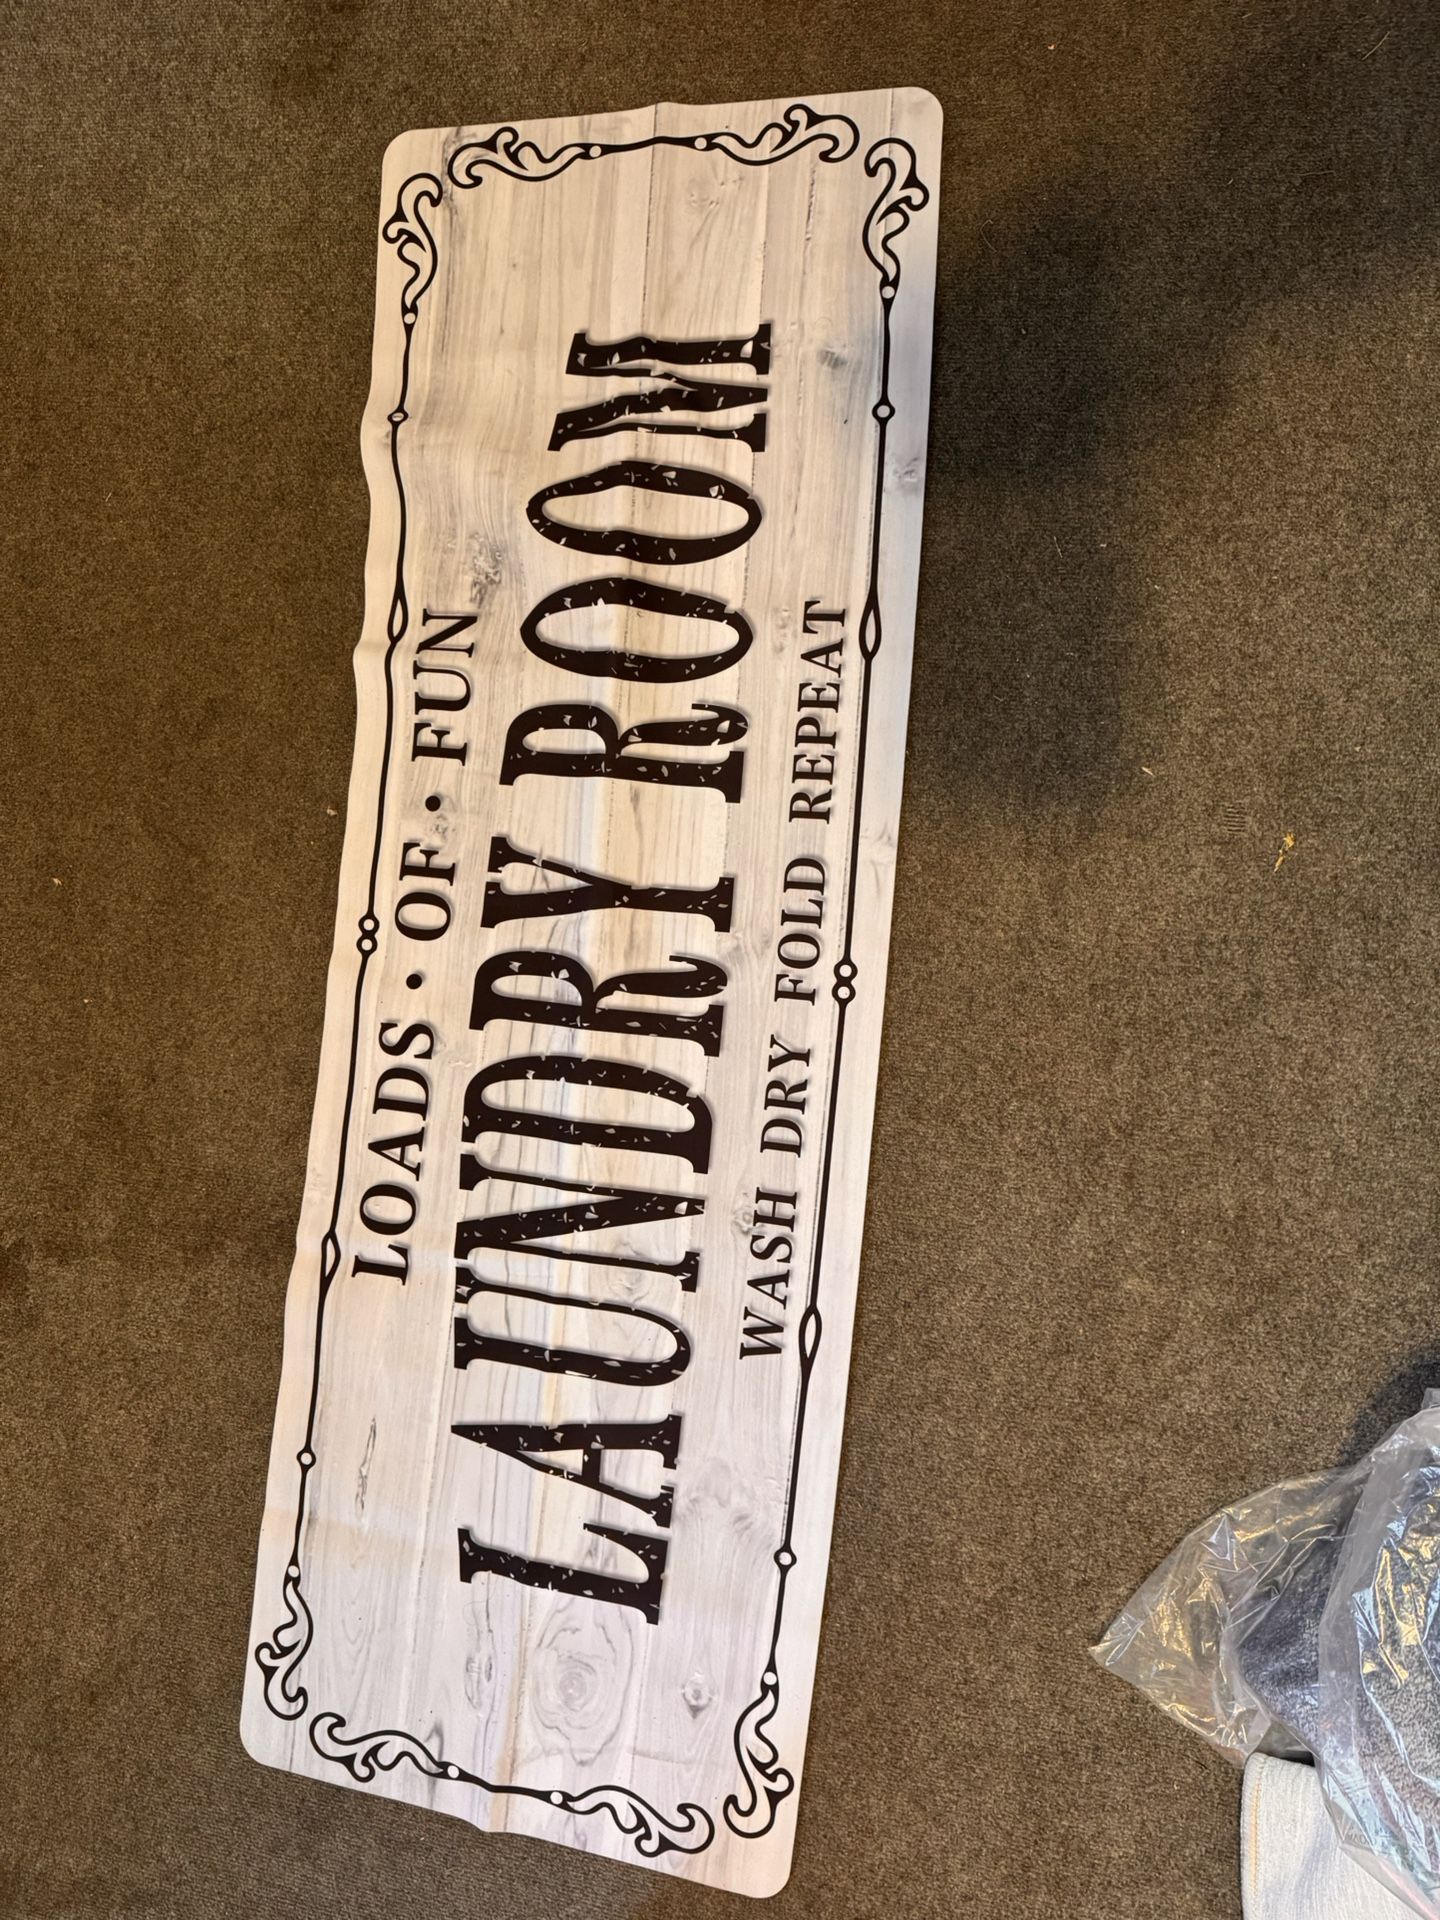 LOADS • OF • FUN
LAUNDRY ROOM
WASH DRY FOLD REPEAT